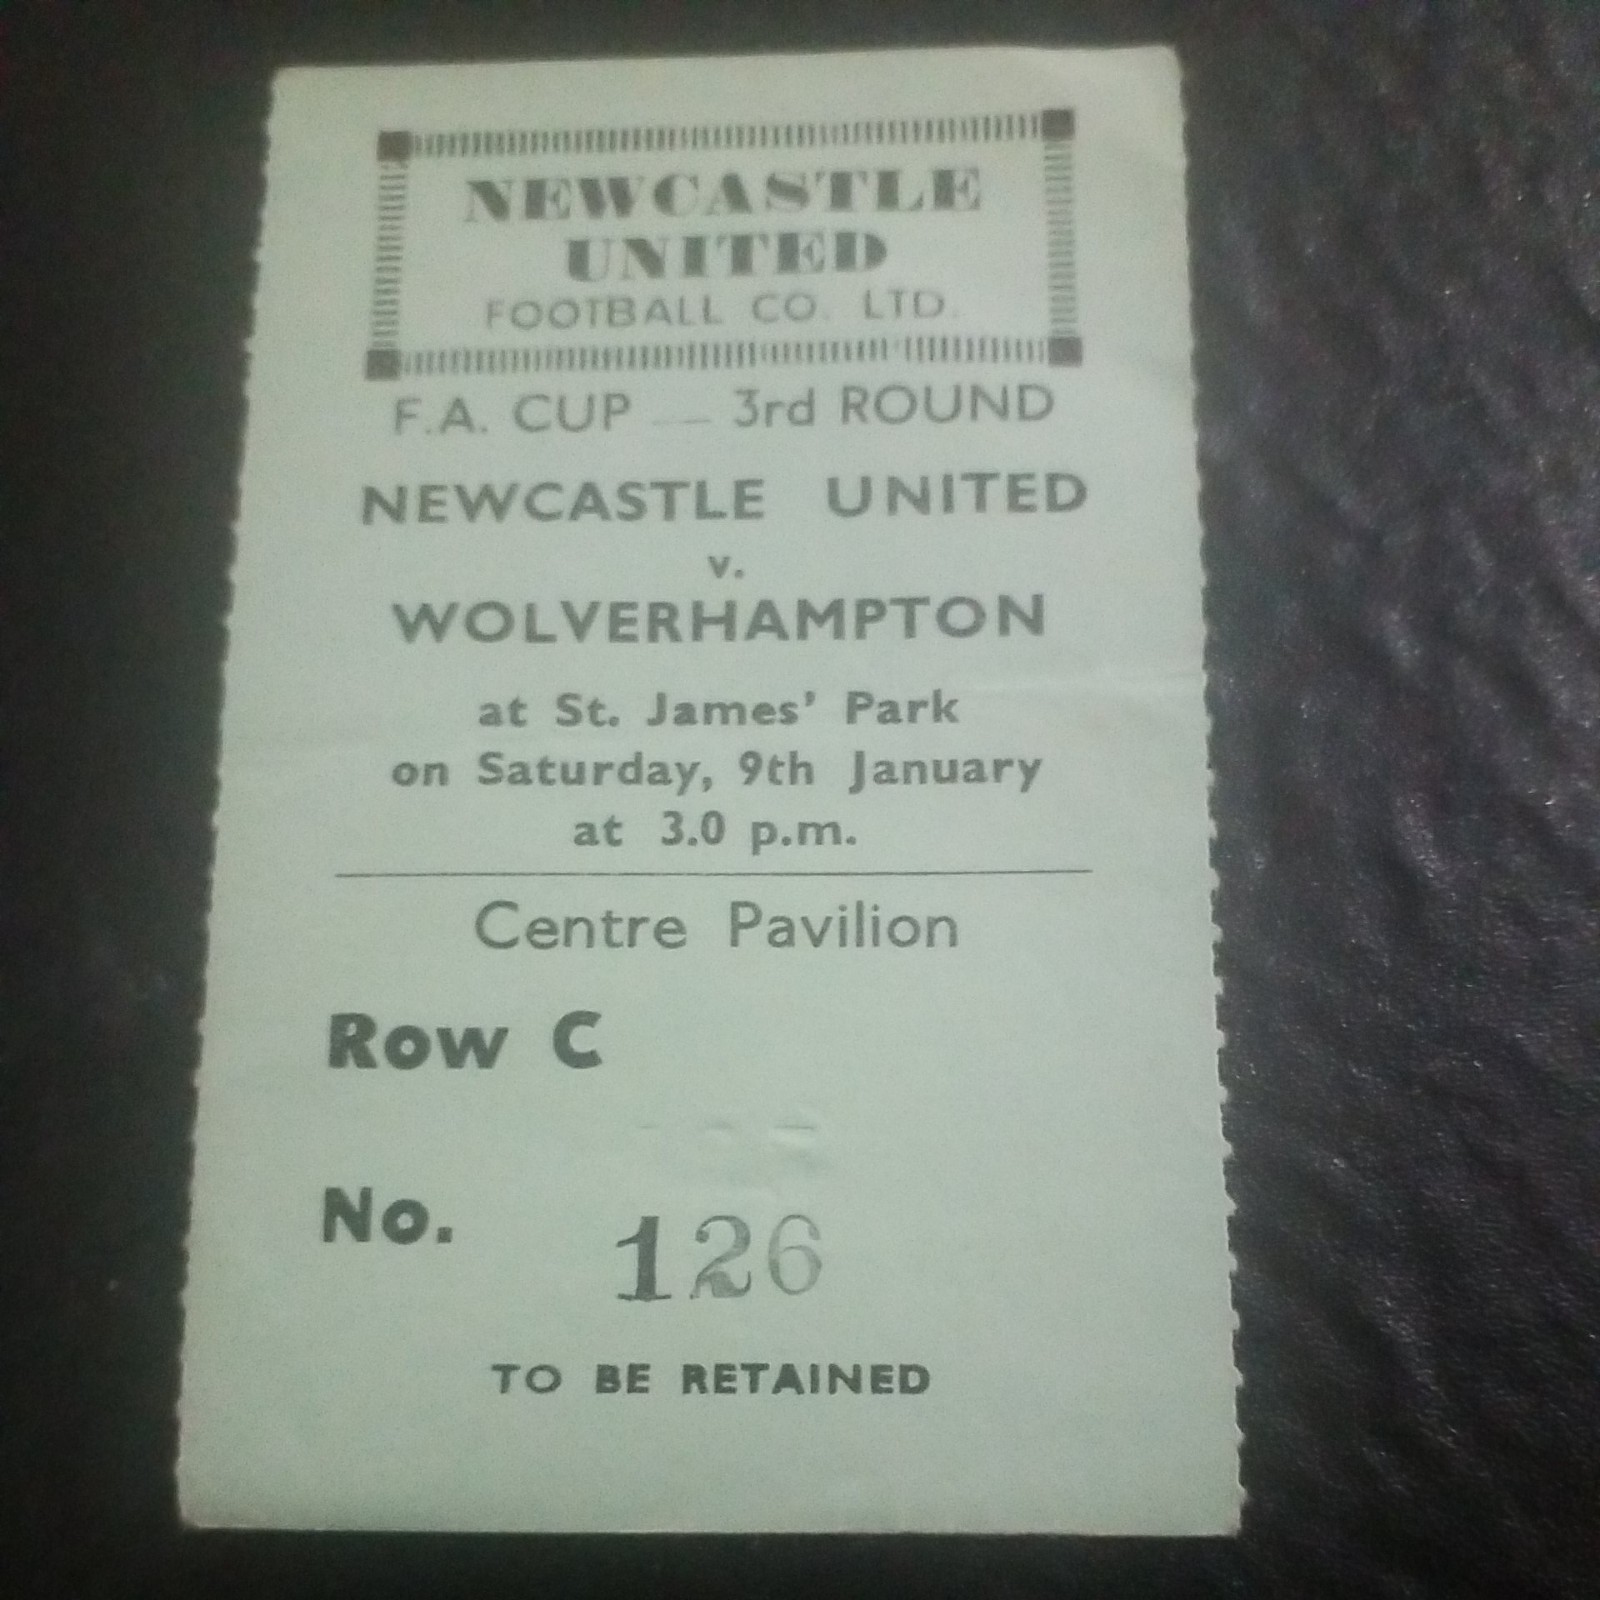 NEWCASTLE
UNITED
FOOTBALL CO. LTD.
F.A. CUP — 3rd ROUND
NEWCASTLE UNITED
v.
WOLVERHAMPTON
at St. James' Park
on Saturday, 9th January
at 3.0 p.m.
Centre Pavilion
Row C
No. 126
TO BE RETAINED